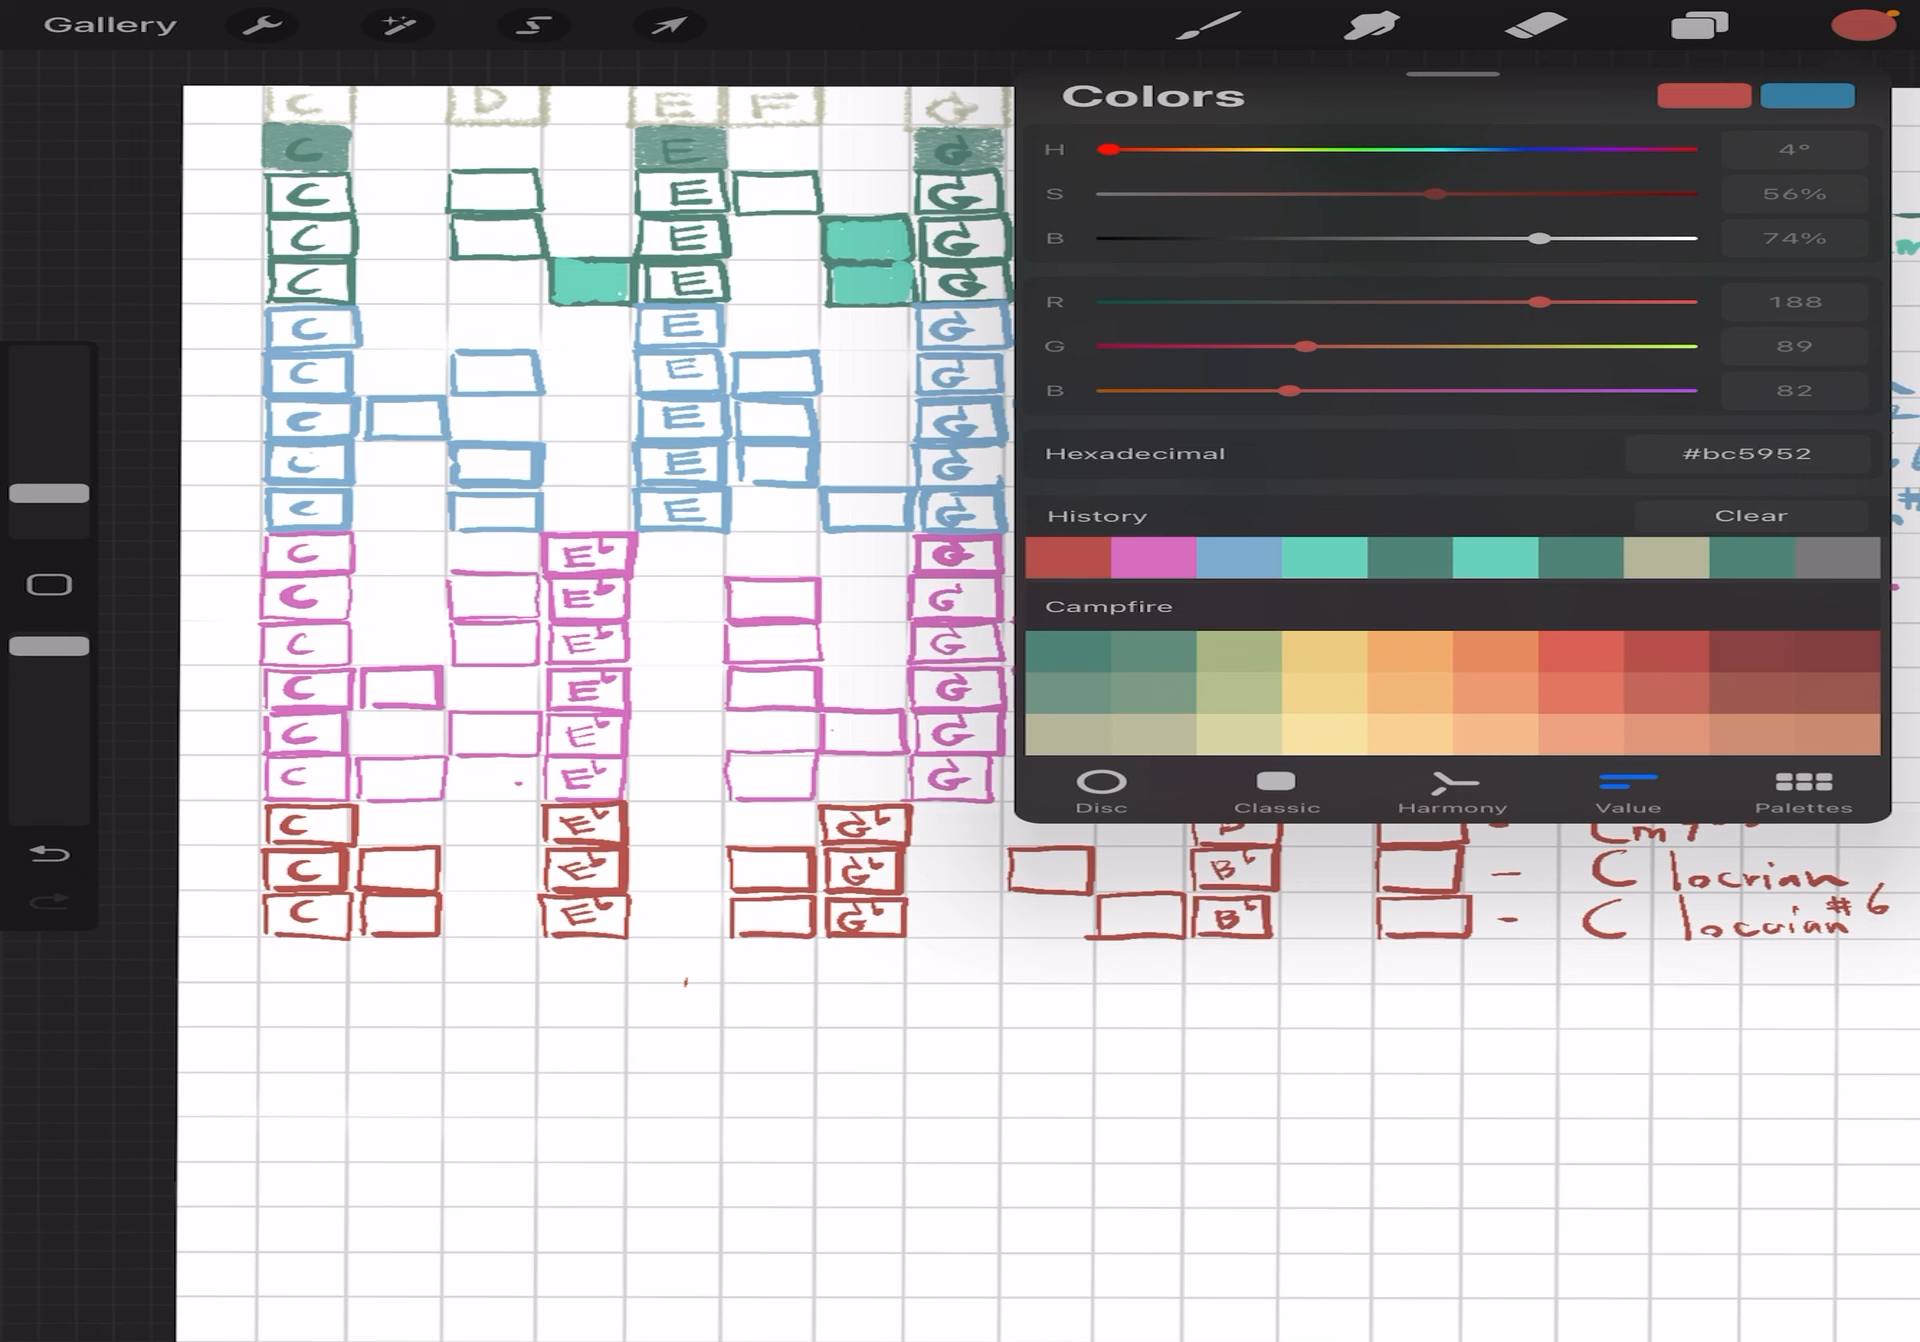 Gallery
Colors
H 4°
S 56%
B 74%
R 188
G 89
B 82
Hexadecimal #bc5952
History Clear
Campfire
Disc Classic Harmony Value Palettes
C D E F G
C E G
C E G
C E G
C E G
C E G
C E G
C E G
C E G
C E G
C E♭ G
C E♭ G
C E♭ G
C E♭ G
C E♭ G
C E♭ G
C E♭ G♭ Cm7
C E♭ G♭ B♭ - C locrian
C E♭ G♭ B♭ - C locrian #6